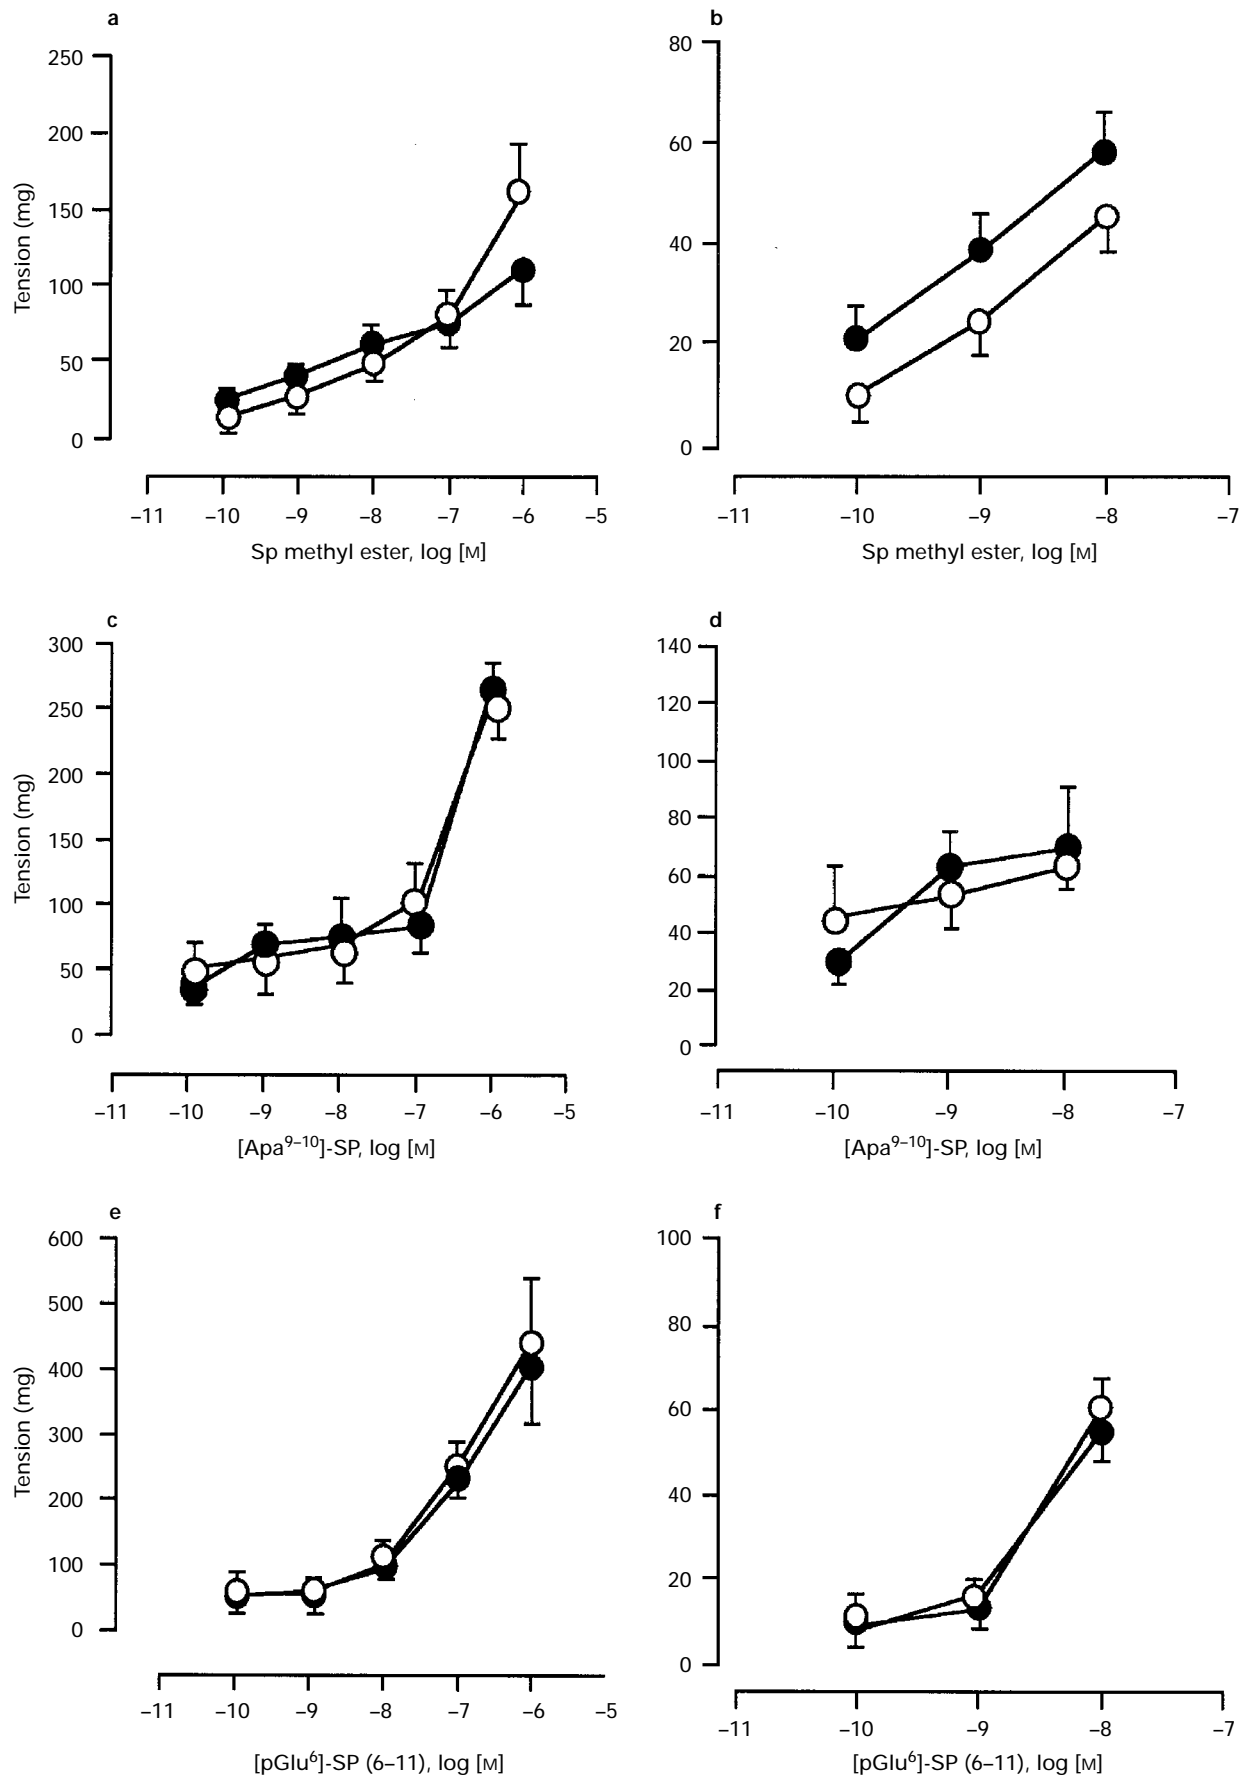 a
250
200
150
100
50
0
Tension (mg)
–11 –10 –9 –8 –7 –6 –5
Sp methyl ester, log [M]
b
80
60
40
20
0
–11 –10 –9 –8 –7
Sp methyl ester, log [M]
c
300
250
200
150
100
50
0
Tension (mg)
–11 –10 –9 –8 –7 –6 –5
[Apa9–10]-SP, log [M]
d
140
120
100
80
60
40
20
0
–11 –10 –9 –8 –7
[Apa9–10]-SP, log [M]
e
600
500
400
300
200
100
0
Tension (mg)
–11 –10 –9 –8 –7 –6 –5
[pGlu6]-SP (6–11), log [M]
f
100
80
60
40
20
0
–11 –10 –9 –8 –7
[pGlu6]-SP (6–11), log [M]